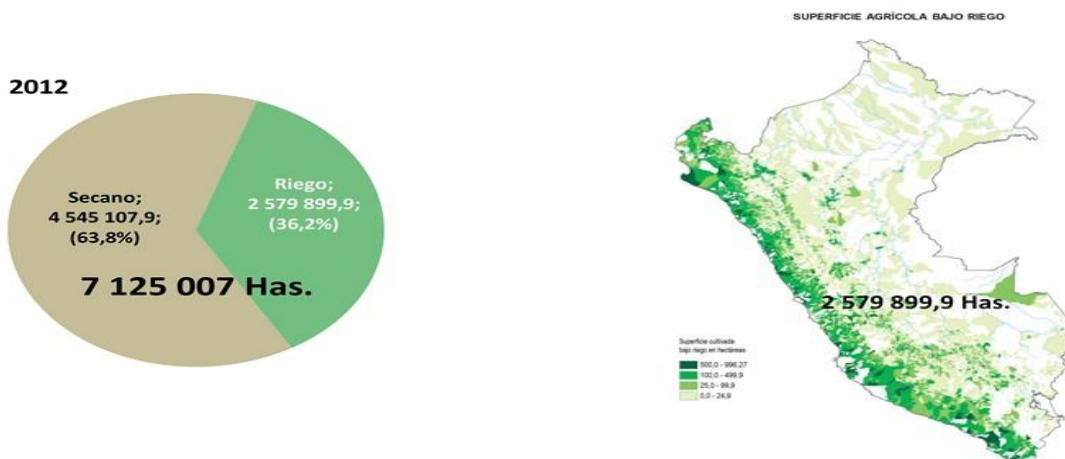 2012
Secano;
4 545 107,9;
(63,8%)
Riego;
2 579 899,9;
(36,2%)
7 125 007 Has.
SUPERFICIE AGRÍCOLA BAJO RIEGO
2 579 899,9 Has.
Superficie cultivada
bajo riego en hectáreas
500,0 - 996,27
100,0 - 499,9
25,0 - 99,9
0,0 - 24,9